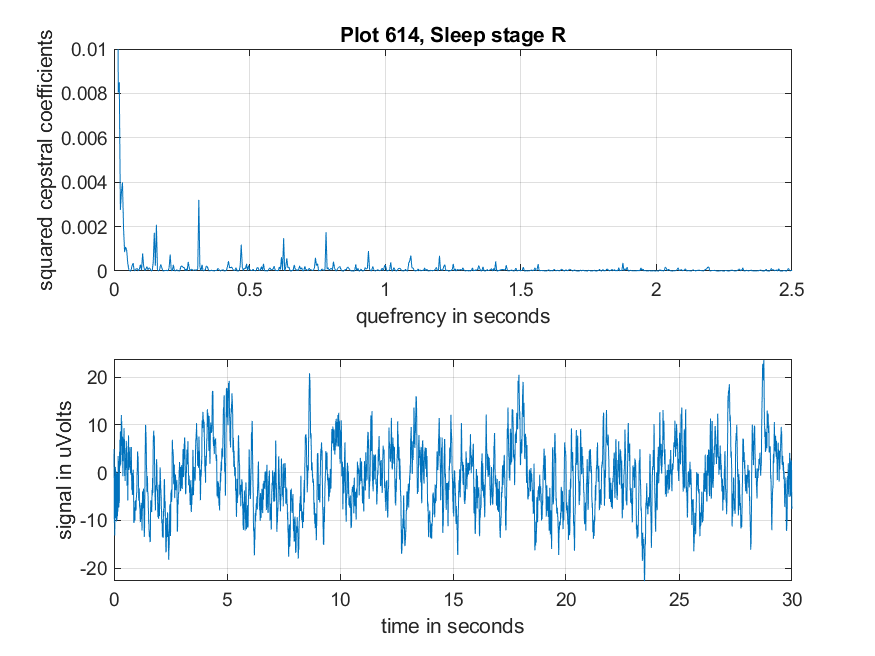 Plot 614, Sleep stage R
squared cepstral coefficients
0.01
0.008
0.006
0.004
0.002
0
0 0.5 1 1.5 2 2.5
quefrency in seconds
signal in uVolts
20
10
0
-10
-20
0 5 10 15 20 25 30
time in seconds